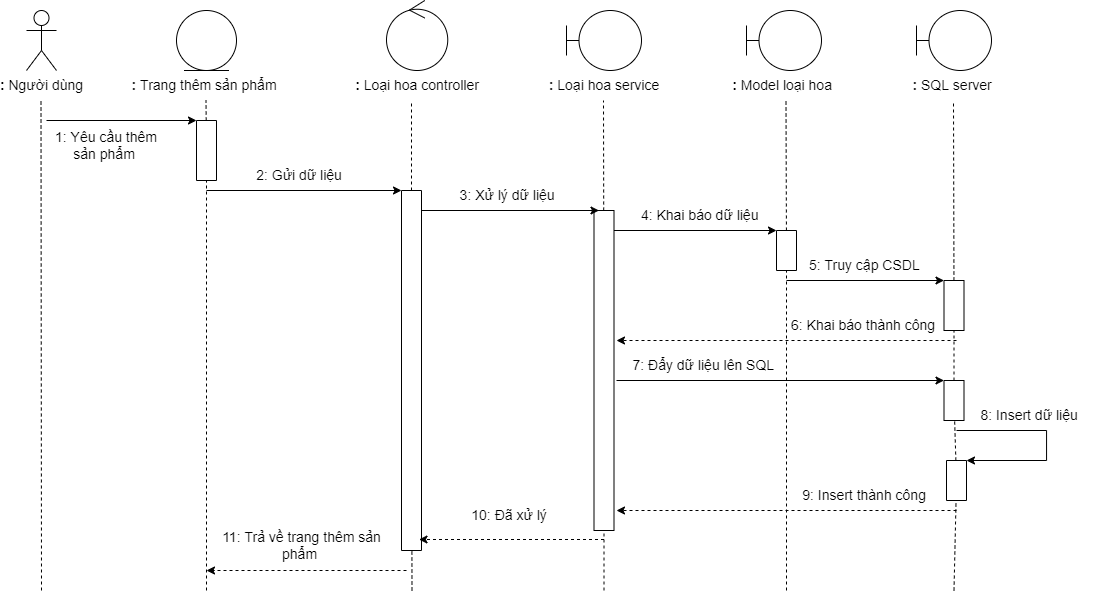 : Người dùng
: Trang thêm sản phẩm
: Loại hoa controller
: Loại hoa service
: Model loại hoa
: SQL server
1: Yêu cầu thêm
sản phẩm
2: Gửi dữ liệu
3: Xử lý dữ liệu
4: Khai báo dữ liệu
5: Truy cập CSDL
6: Khai báo thành công
7: Đẩy dữ liệu lên SQL
8: Insert dữ liệu
9: Insert thành công
10: Đã xử lý
11: Trả về trang thêm sản
phẩm